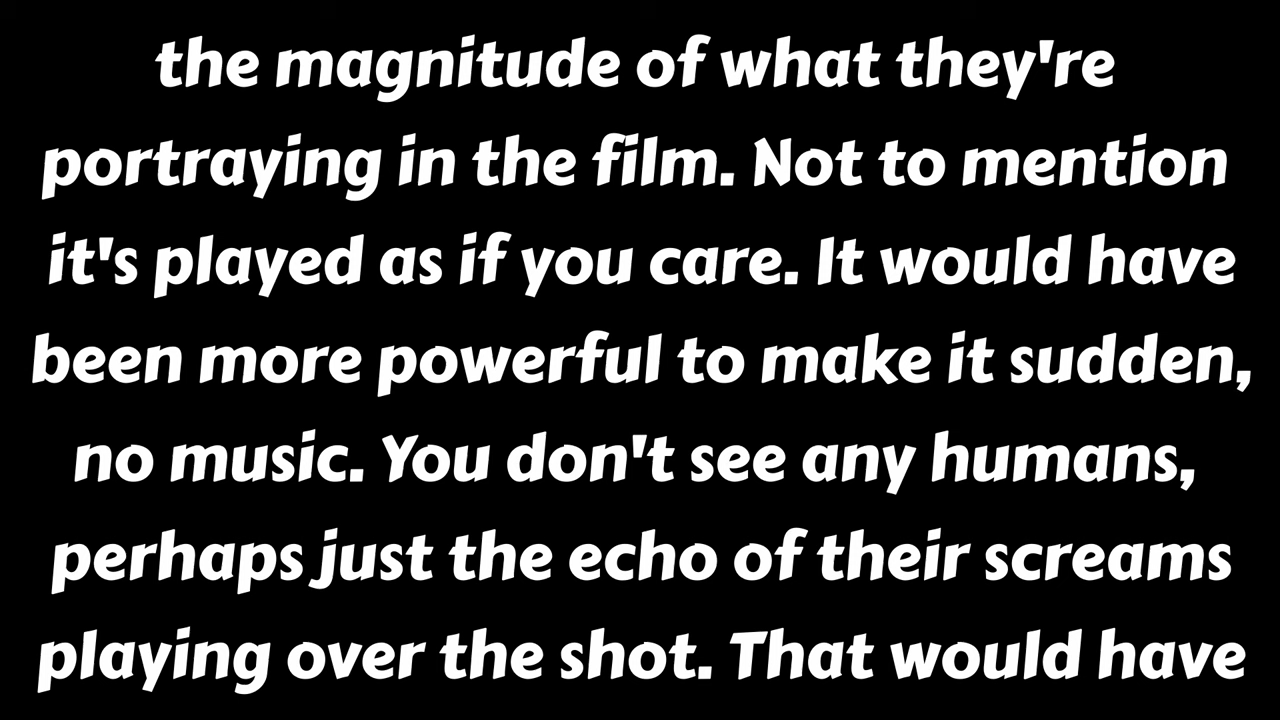 the magnitude of what they're
portraying in the film. Not to mention
it's played as if you care. It would have
been more powerful to make it sudden,
no music. You don't see any humans,
perhaps just the echo of their screams
playing over the shot. That would have